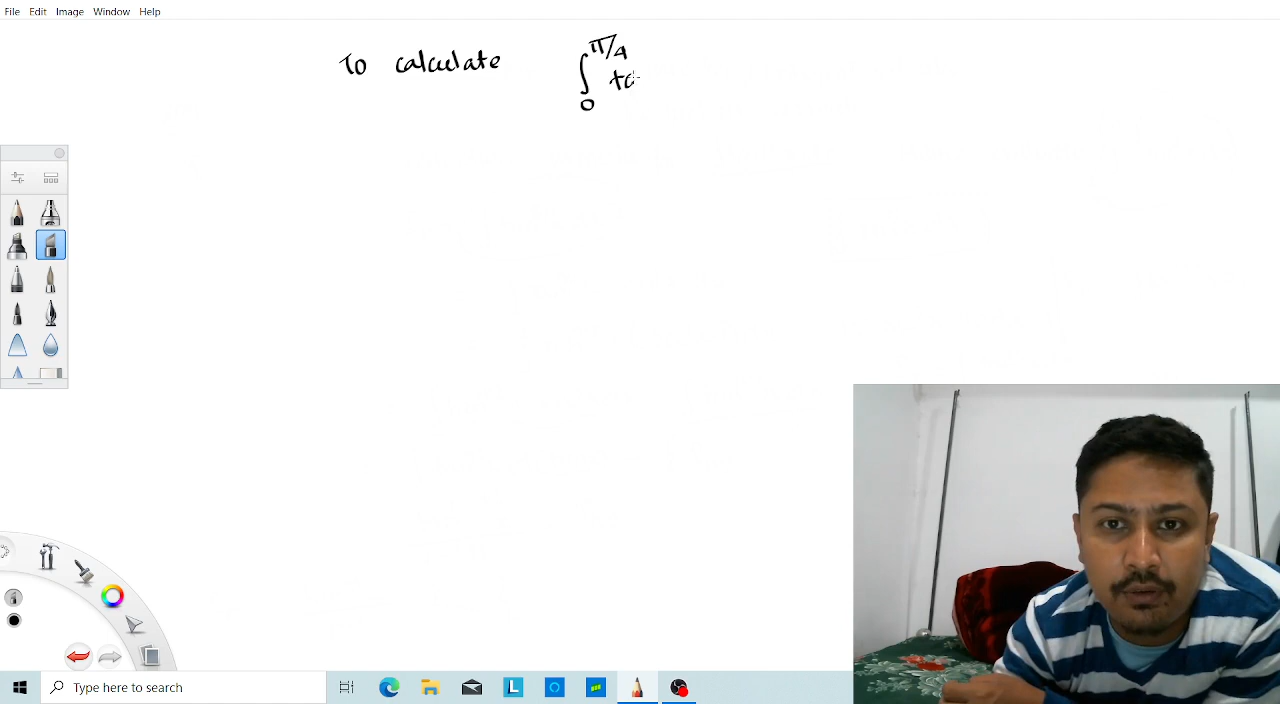 File Edit Image Window Help
To calculate ∫₀^{π/4} ta
Type here to search